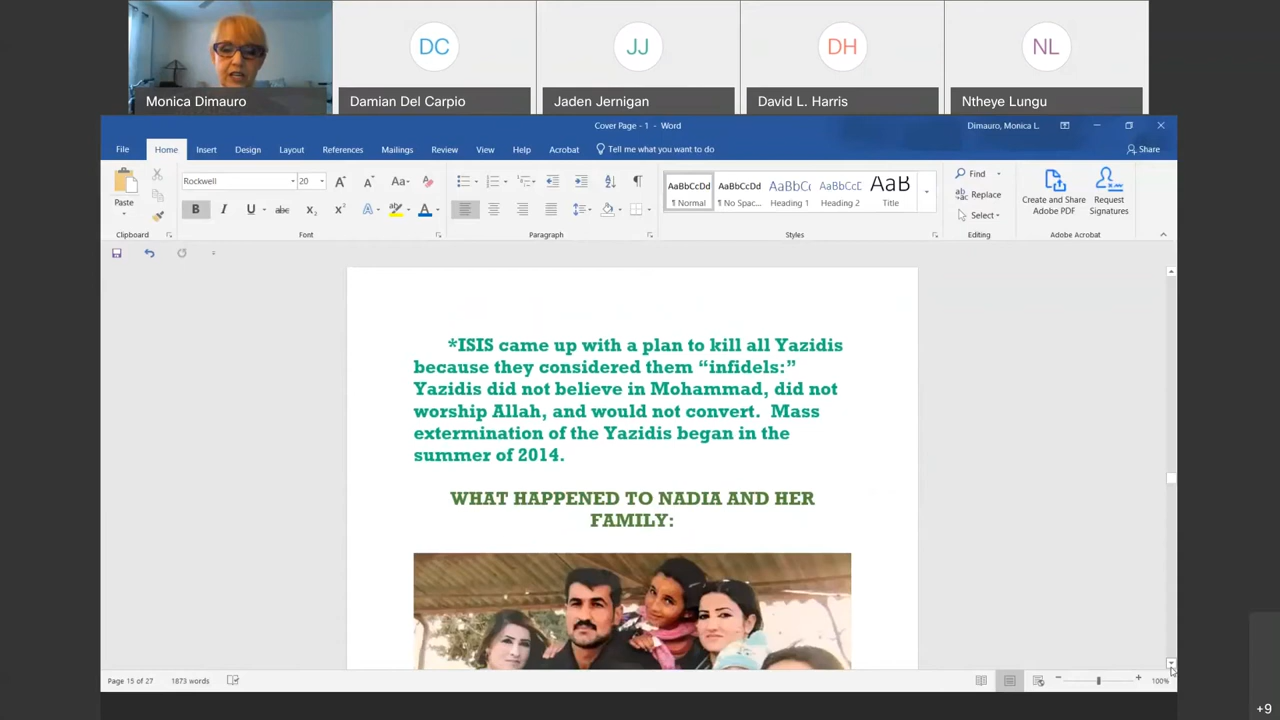 DC
JJ
DH
NL
Monica Dimauro
Damian Del Carpio
Jaden Jernigan
David L. Harris
Ntheye Lungu
Cover Page - 1 - Word
Dimauro, Monica L.
File Home Insert Design Layout References Mailings Review View Help Acrobat Tell me what you want to do Share
Paste
Rockwell 20 Aa
B I U abc X₂ X² A A
AaBbCcDd AaBbCcDd AaBbCc AaBbCcD AaB
¶ Normal ¶ No Spac... Heading 1 Heading 2 Title
Find
Replace
Select
Create and Share
Adobe PDF
Request
Signatures
Clipboard Font Paragraph Styles Editing Adobe Acrobat
*ISIS came up with a plan to kill all Yazidis
because they considered them “infidels:”
Yazidis did not believe in Mohammad, did not
worship Allah, and would not convert. Mass
extermination of the Yazidis began in the
summer of 2014.
WHAT HAPPENED TO NADIA AND HER
FAMILY:
Page 15 of 27 1873 words 100%
+9